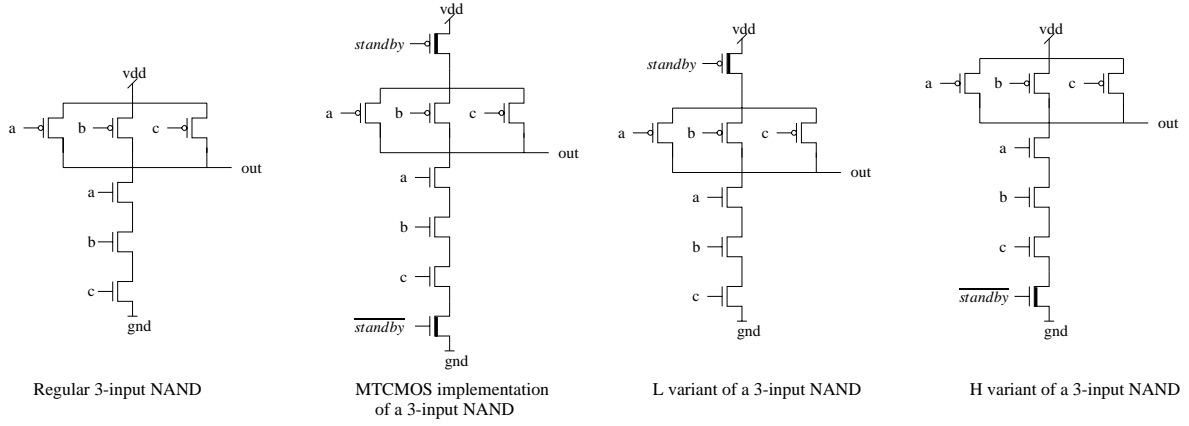 vdd
a
b
c
out
a
b
c
gnd
Regular 3-input NAND
vdd
standby
a
b
c
out
a
b
c
standby
gnd
MTCMOS implementation
of a 3-input NAND
vdd
standby
a
b
c
out
a
b
c
gnd
L variant of a 3-input NAND
vdd
a
b
c
out
a
b
c
standby
gnd
H variant of a 3-input NAND